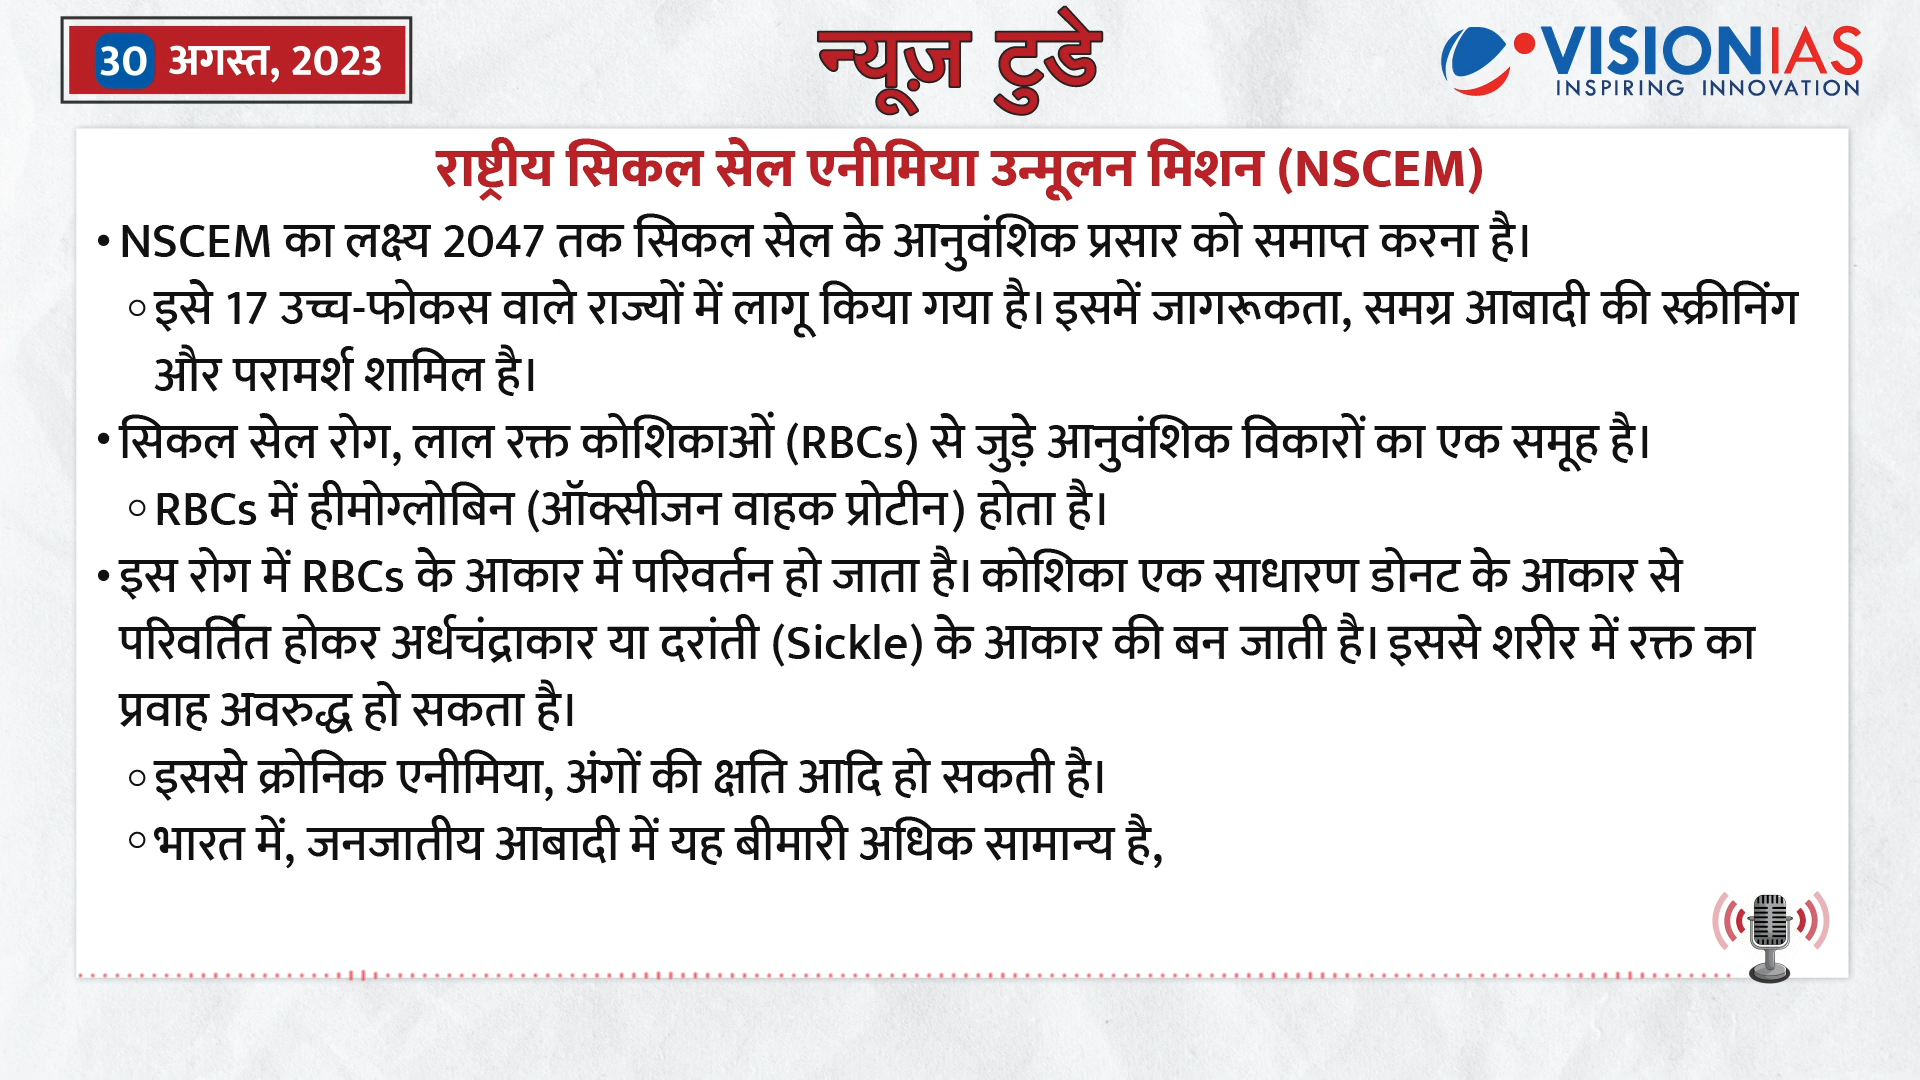 30 अगस्त, 2023
न्यूज़ टुडे
VISIONIAS
INSPIRING INNOVATION
राष्ट्रीय सिकल सेल एनीमिया उन्मूलन मिशन (NSCEM)
• NSCEM का लक्ष्य 2047 तक सिकल सेल के आनुवंशिक प्रसार को समाप्त करना है।
○ इसे 17 उच्च-फोकस वाले राज्यों में लागू किया गया है। इसमें जागरूकता, समग्र आबादी की स्क्रीनिंग
और परामर्श शामिल है।
• सिकल सेल रोग, लाल रक्त कोशिकाओं (RBCs) से जुड़े आनुवंशिक विकारों का एक समूह है।
○ RBCs में हीमोग्लोबिन (ऑक्सीजन वाहक प्रोटीन) होता है।
• इस रोग में RBCs के आकार में परिवर्तन हो जाता है। कोशिका एक साधारण डोनट के आकार से
परिवर्तित होकर अर्धचंद्राकार या दरांती (Sickle) के आकार की बन जाती है। इससे शरीर में रक्त का
प्रवाह अवरुद्ध हो सकता है।
○ इससे क्रोनिक एनीमिया, अंगों की क्षति आदि हो सकती है।
○ भारत में, जनजातीय आबादी में यह बीमारी अधिक सामान्य है,